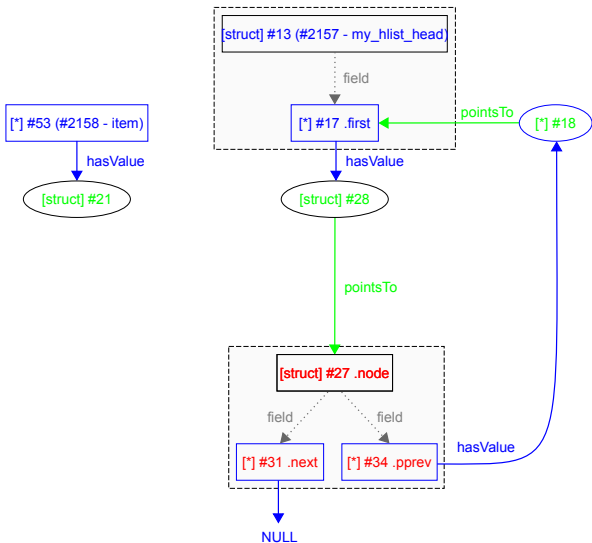 [struct] #13 (#2157 - my_hlist_head)
field
pointsTo
[*] #53 (#2158 - item)
[*] #17 .first
[*] #18
hasValue
hasValue
[struct] #21
[struct] #28
pointsTo
[struct] #27 .node
field
field
hasValue
[*] #31 .next
[*] #34 .pprev
NULL